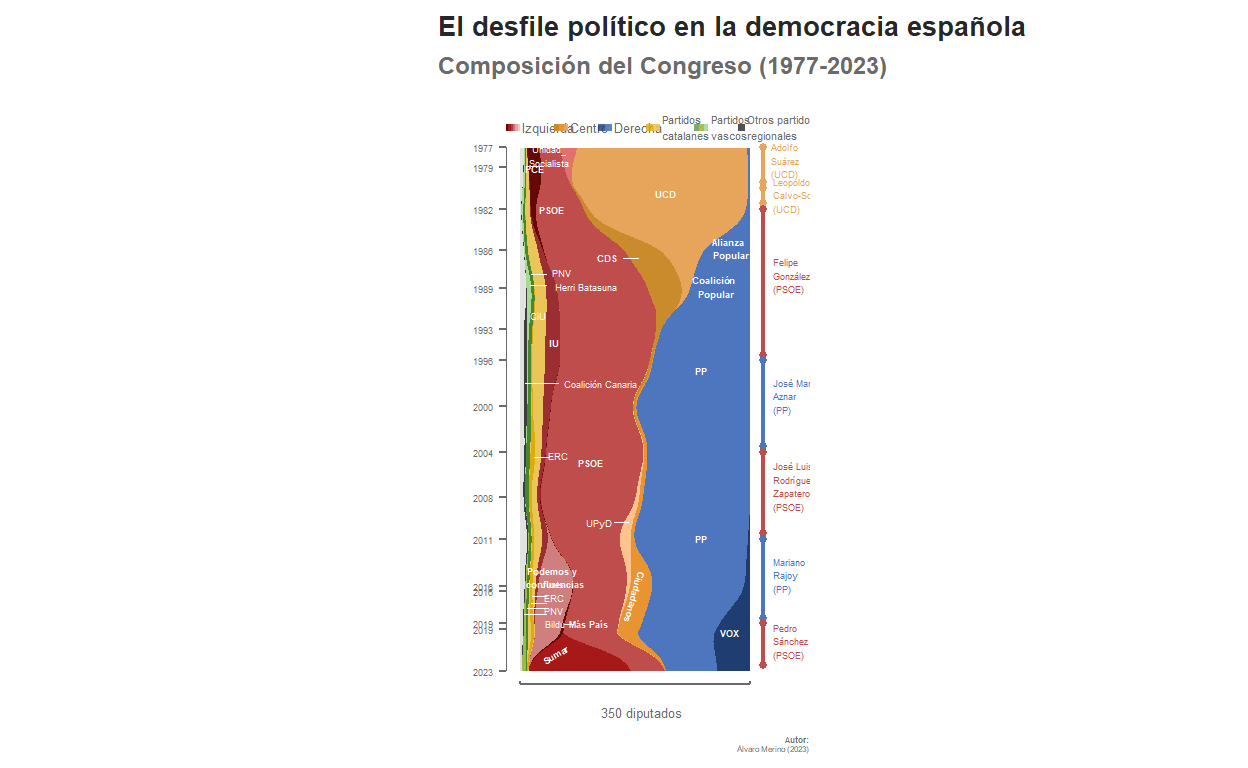 El desfile político en la democracia española
Composición del Congreso (1977-2023)
Izquierda
Centro
Derecha
Partidos
catalanes
Partidos
vascos
Otros partido
regionales
1977
1979
1982
1986
1989
1993
1996
2000
2004
2008
2011
2016
2016
2019
2019
2023
Unidad
Socialista
PCE
PSOE
UCD
CDS
Alianza
Popular
PNV
Herri Batasuna
Coalición
Popular
CiU
IU
PP
Coalición Canaria
ERC
PSOE
UPyD
PP
Podemos y
confluencias
Ciudadanos
ERC
PNV
Bildu
Más País
VOX
Sumar
Adolfo
Suárez
(UCD)
Leopoldo
Calvo-So
(UCD)
Felipe
González
(PSOE)
José Mar
Aznar
(PP)
José Luis
Rodrígue
Zapatero
(PSOE)
Mariano
Rajoy
(PP)
Pedro
Sánchez
(PSOE)
350 diputados
Autor:
Álvaro Merino (2023)